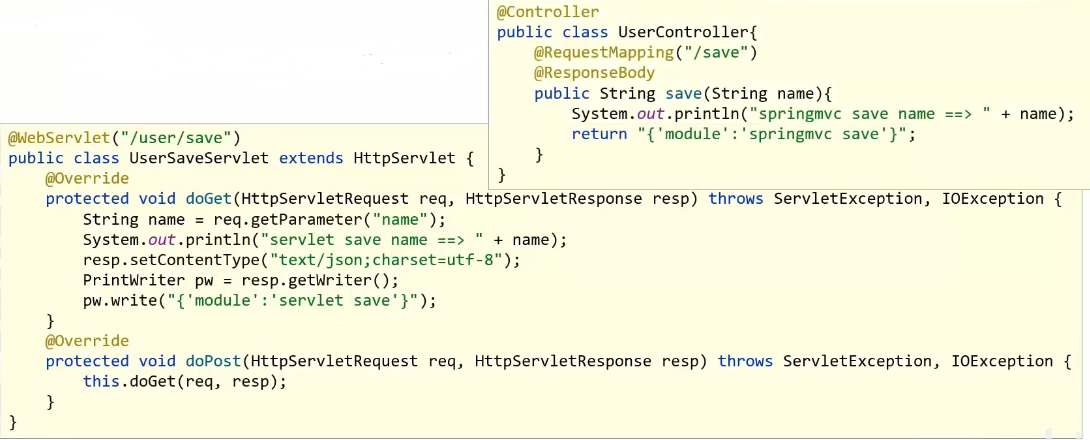 @Controller
public class UserController{
    @RequestMapping("/save")
    @ResponseBody
    public String save(String name){
        System.out.println("springmvc save name ==> " + name);
        return "{'module':'springmvc save'}";
    }
}
@WebServlet("/user/save")
public class UserSaveServlet extends HttpServlet {
    @Override
    protected void doGet(HttpServletRequest req, HttpServletResponse resp) throws ServletException, IOException {
        String name = req.getParameter("name");
        System.out.println("servlet save name ==> " + name);
        resp.setContentType("text/json;charset=utf-8");
        PrintWriter pw = resp.getWriter();
        pw.write("{'module':'servlet save'}");
    }
    @Override
    protected void doPost(HttpServletRequest req, HttpServletResponse resp) throws ServletException, IOException {
        this.doGet(req, resp);
    }
}